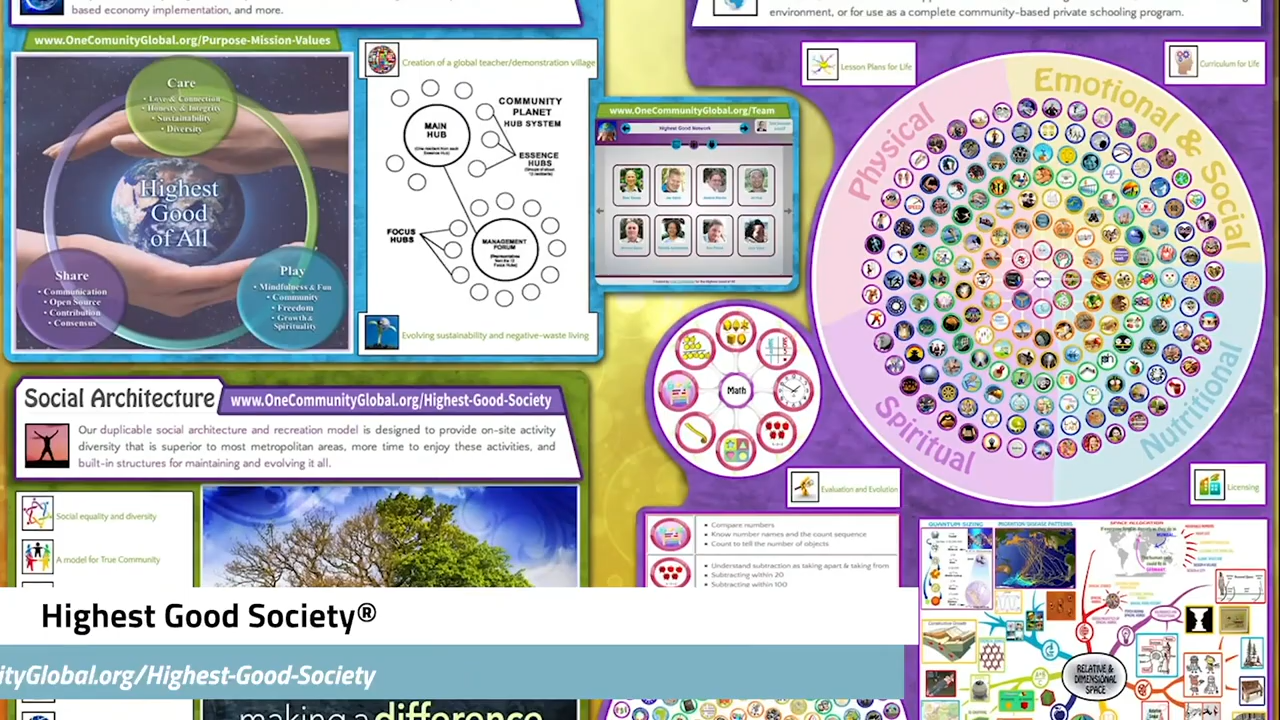 based economy implementation, and more.
environment, or for use as a complete community-based private schooling program.
www.OneComunityGlobal.org/Purpose-Mission-Values
Care
• Love & Connection
• Honesty & Integrity
• Sustainability
• Diversity
Highest
Good
of All
Share
• Communication
• Open Source
• Contribution
• Consensus
Play
• Mindfulness & Fun
• Community
• Freedom
• Growth &
Spirituality
Creation of a global teacher/demonstration village
COMMUNITY
PLANET
HUB SYSTEM
MAIN
HUB
ESSENCE
HUBS
FOCUS
HUBS
MANAGEMENT
FORUM
Evolving sustainability and negative-waste living
www.OneCommunityGlobal.org/Team
Highest Good Network
Lesson Plans for Life
Curriculum for Life
Physical
Emotional & Social
Spiritual
Nutritional
Math
Evaluation and Evolution
Licensing
Social Architecture
www.OneCommunityGlobal.org/Highest-Good-Society
Our duplicable social architecture and recreation model is designed to provide on-site activity
diversity that is superior to most metropolitan areas, more time to enjoy these activities, and
built-in structures for maintaining and evolving it all.
Social equality and diversity
A model for True Community
• Compare numbers
• Know number names and the count sequence
• Count to tell the number of objects
• Understand subtraction as taking apart & taking from
• Subtracting within 20
• Subtracting within 100
QUANTUM SIZING
SPACE ALLOCATION
RELATIVE &
DIMENSIONAL
SPACE
Highest Good Society®
ityGlobal.org/Highest-Good-Society
making a difference